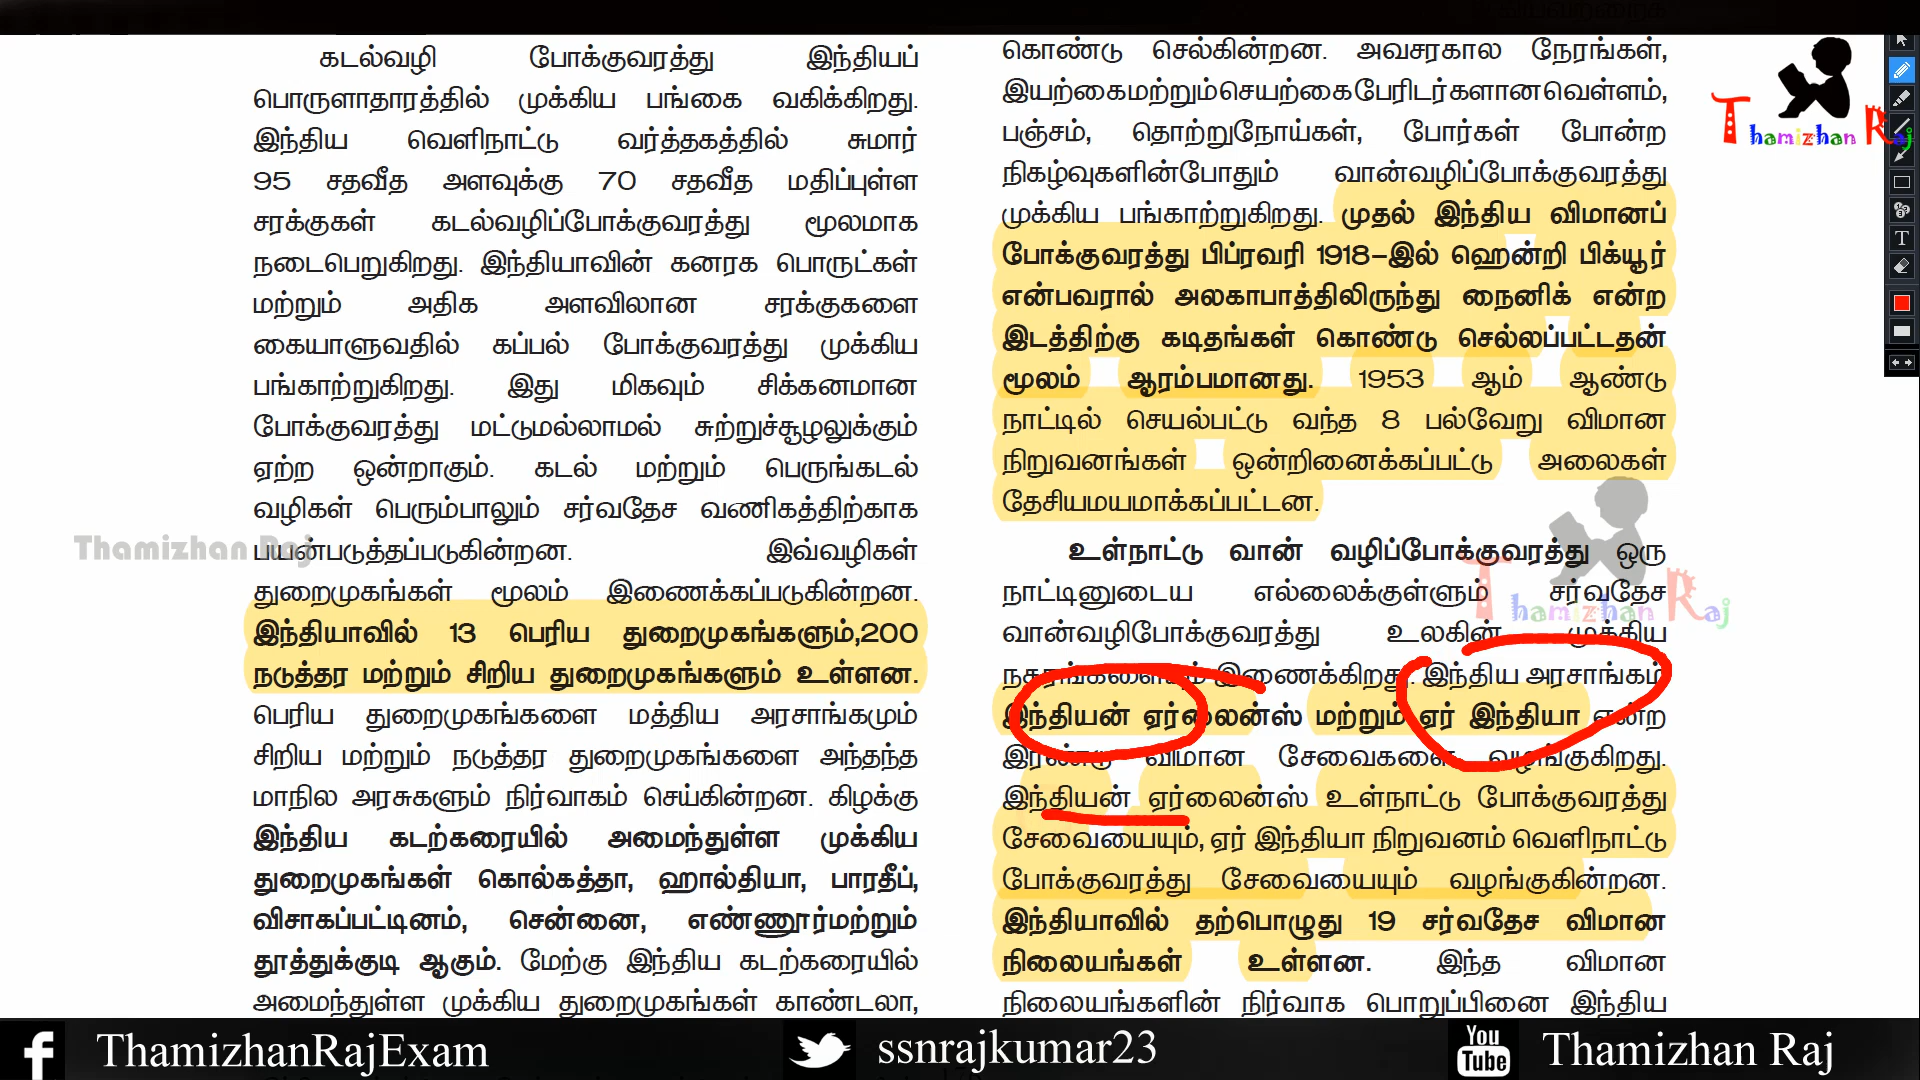 கடல்வழி போக்குவரத்து இந்தியப்
பொருளாதாரத்தில் முக்கிய பங்கை வகிக்கிறது.
இந்திய வெளிநாட்டு வர்த்தகத்தில் சுமார்
95 சதவீத அளவுக்கு 70 சதவீத மதிப்புள்ள
சரக்குகள் கடல்வழிப்போக்குவரத்து மூலமாக
நடைபெறுகிறது. இந்தியாவின் கனரக பொருட்கள்
மற்றும் அதிக அளவிலான சரக்குகளை
கையாளுவதில் கப்பல் போக்குவரத்து முக்கிய
பங்காற்றுகிறது. இது மிகவும் சிக்கனமான
போக்குவரத்து மட்டுமல்லாமல் சுற்றுச்சூழலுக்கும்
ஏற்ற ஒன்றாகும். கடல் மற்றும் பெருங்கடல்
வழிகள் பெரும்பாலும் சர்வதேச வணிகத்திற்காக
பயன்படுத்தப்படுகின்றன. இவ்வழிகள்
துறைமுகங்கள் மூலம் இணைக்கப்படுகின்றன.
இந்தியாவில் 13 பெரிய துறைமுகங்களும்,200
நடுத்தர மற்றும் சிறிய துறைமுகங்களும் உள்ளன.
பெரிய துறைமுகங்களை மத்திய அரசாங்கமும்
சிறிய மற்றும் நடுத்தர துறைமுகங்களை அந்தந்த
மாநில அரசுகளும் நிர்வாகம் செய்கின்றன. கிழக்கு
இந்திய கடற்கரையில் அமைந்துள்ள முக்கிய
துறைமுகங்கள் கொல்கத்தா, ஹால்தியா, பாரதீப்,
விசாகப்பட்டினம், சென்னை, எண்ணூர்மற்றும்
தூத்துக்குடி ஆகும். மேற்கு இந்திய கடற்கரையில்
அமைந்துள்ள முக்கிய துறைமுகங்கள் காண்டலா,
கொண்டு செல்கின்றன. அவசரகால நேரங்கள்,
இயற்கைமற்றும்செயற்கைபேரிடர்களானவெள்ளம்,
பஞ்சம், தொற்றுநோய்கள், போர்கள் போன்ற
நிகழ்வுகளின்போதும் வான்வழிப்போக்குவரத்து
முக்கிய பங்காற்றுகிறது. முதல் இந்திய விமானப்
போக்குவரத்து பிப்ரவரி 1918–இல் ஹென்றி பிக்யூர்
என்பவரால் அலகாபாத்திலிருந்து நைனிக் என்ற
இடத்திற்கு கடிதங்கள் கொண்டு செல்லப்பட்டதன்
மூலம் ஆரம்பமானது. 1953 ஆம் ஆண்டு
நாட்டில் செயல்பட்டு வந்த 8 பல்வேறு விமான
நிறுவனங்கள் ஒன்றினைக்கப்பட்டு அலைகள்
தேசியமயமாக்கப்பட்டன.
உள்நாட்டு வான் வழிப்போக்குவரத்து ஒரு
நாட்டினுடைய எல்லைக்குள்ளும் சர்வதேச
வான்வழிபோக்குவரத்து உலகின் முக்கிய
நகரங்களையும் இணைக்கிறது. இந்திய அரசாங்கம்
இந்தியன் ஏர்லைன்ஸ் மற்றும் ஏர் இந்தியா என்ற
இரண்டு விமான சேவைகளை வழங்குகிறது.
இந்தியன் ஏர்லைன்ஸ் உள்நாட்டு போக்குவரத்து
சேவையையும், ஏர் இந்தியா நிறுவனம் வெளிநாட்டு
போக்குவரத்து சேவையையும் வழங்குகின்றன.
இந்தியாவில் தற்பொழுது 19 சர்வதேச விமான
நிலையங்கள் உள்ளன. இந்த விமான
நிலையங்களின் நிர்வாக பொறுப்பினை இந்திய
Thamizhan Raj
Thamizhan Raj
Thamizhan Raj
ThamizhanRajExam
ssnrajkumar23
You Tube
Thamizhan Raj